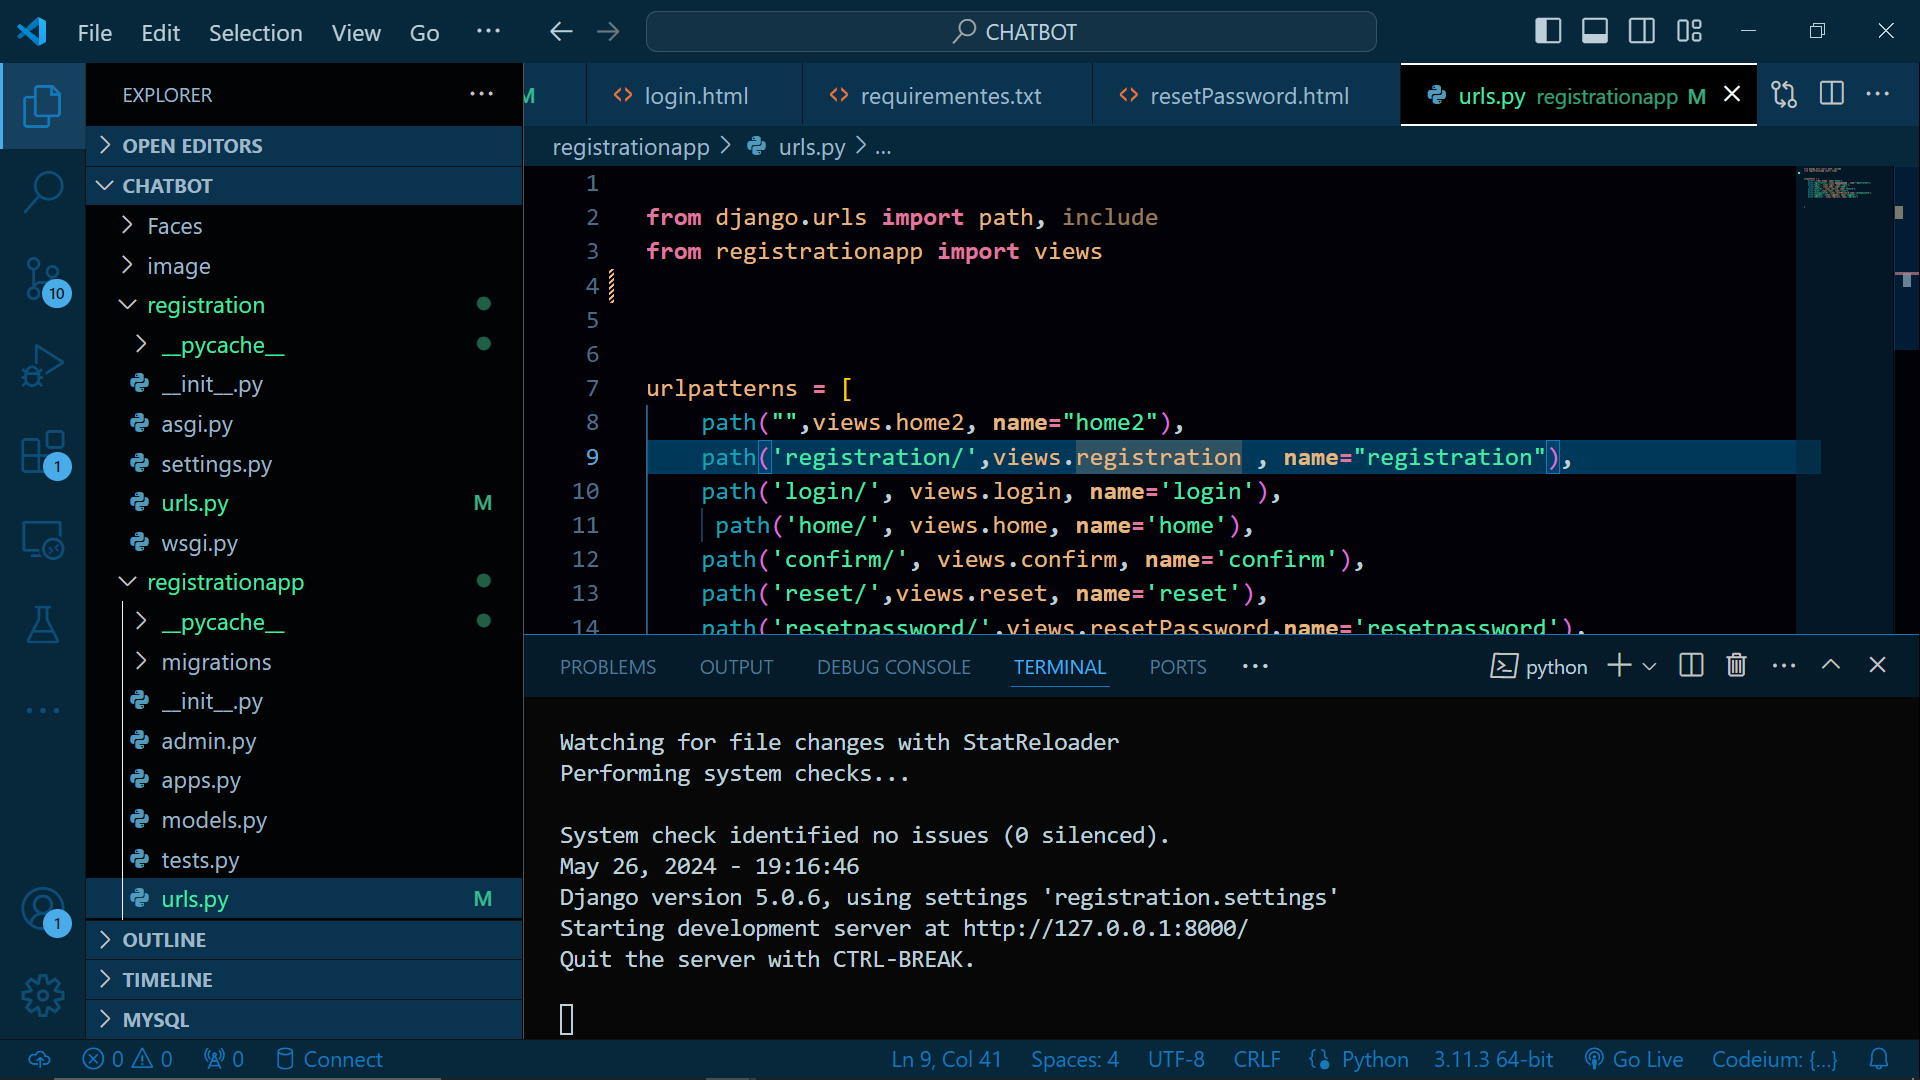 File Edit Selection View Go ··· CHATBOT
EXPLORER ···
M login.html requirementes.txt resetPassword.html urls.py registrationapp M ···
registrationapp > urls.py > ...
OPEN EDITORS
CHATBOT
Faces
image
registration
__pycache__
__init__.py
asgi.py
settings.py
urls.py M
wsgi.py
registrationapp
__pycache__
migrations
__init__.py
admin.py
apps.py
models.py
tests.py
urls.py M
OUTLINE
TIMELINE
MYSQL
10
1
1
1
2 from django.urls import path, include
3 from registrationapp import views
4
5
6
7 urlpatterns = [
8 path("",views.home2, name="home2"),
9 path('registration/',views.registration , name="registration"),
10 path('login/', views.login, name='login'),
11 path('home/', views.home, name='home'),
12 path('confirm/', views.confirm, name='confirm'),
13 path('reset/',views.reset, name='reset'),
14 path('resetpassword/',views.resetPassword,name='resetpassword'),
PROBLEMS OUTPUT DEBUG CONSOLE TERMINAL PORTS ··· python ···
Watching for file changes with StatReloader
Performing system checks...
System check identified no issues (0 silenced).
May 26, 2024 - 19:16:46
Django version 5.0.6, using settings 'registration.settings'
Starting development server at http://127.0.0.1:8000/
Quit the server with CTRL-BREAK.
0 0 0 Connect Ln 9, Col 41 Spaces: 4 UTF-8 CRLF Python 3.11.3 64-bit Go Live Codeium: {...}